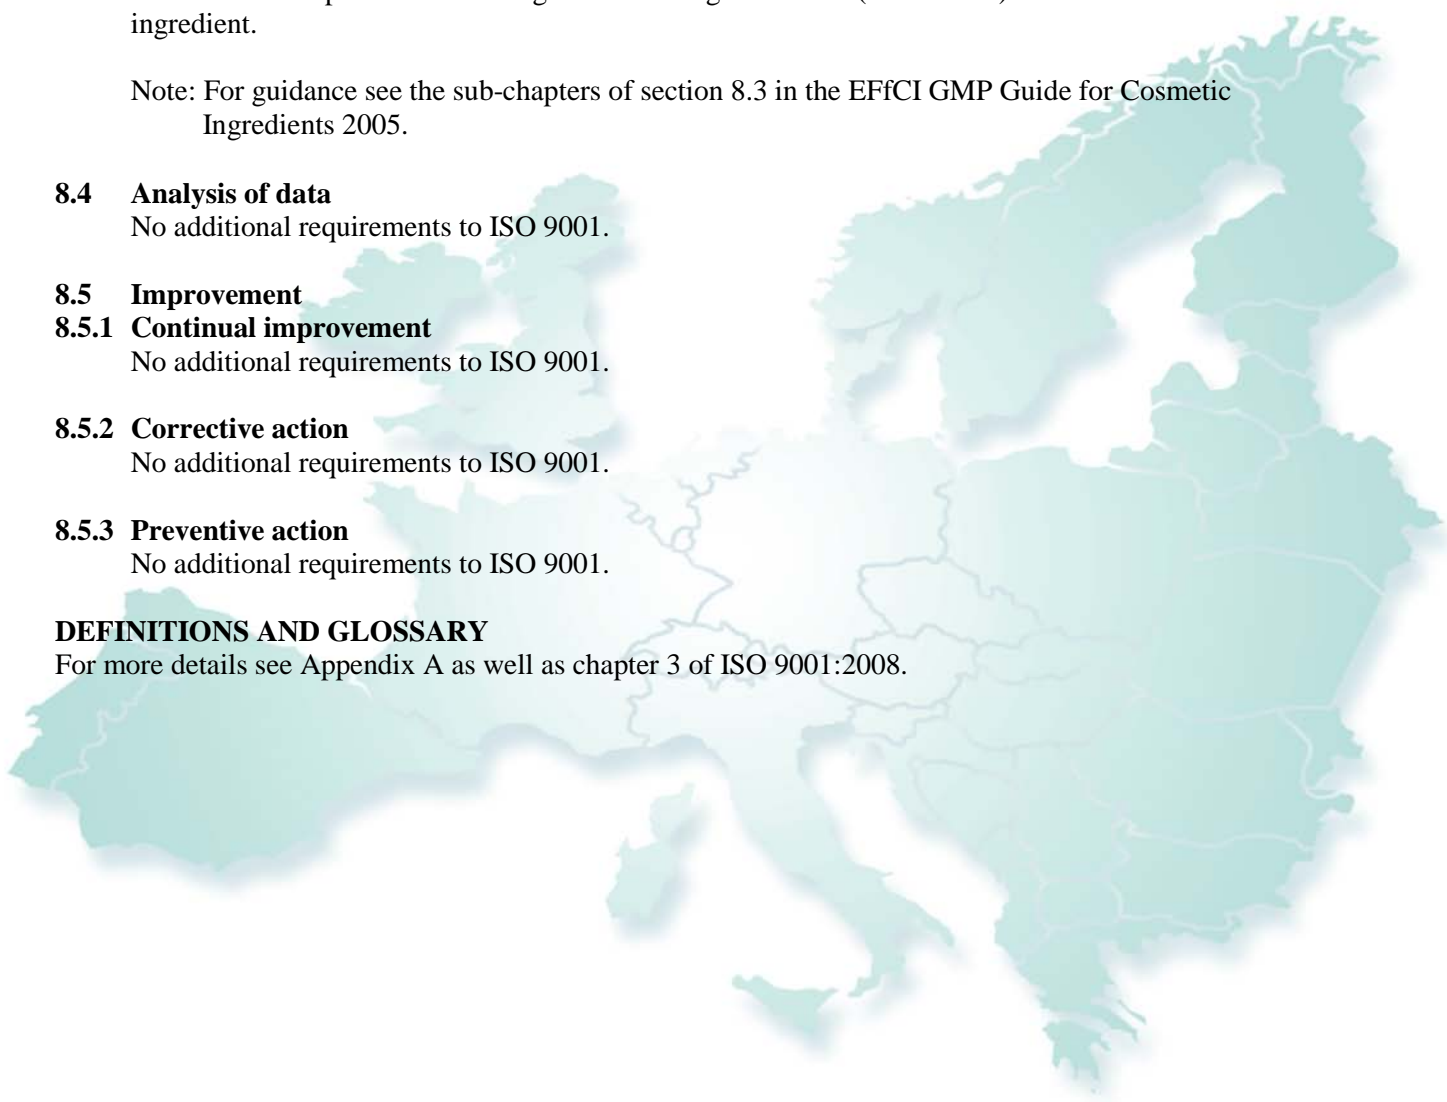 ingredient.
Note: For guidance see the sub-chapters of section 8.3 in the EFfCI GMP Guide for Cosmetic
Ingredients 2005.
8.4 Analysis of data
No additional requirements to ISO 9001.
8.5 Improvement
8.5.1 Continual improvement
No additional requirements to ISO 9001.
8.5.2 Corrective action
No additional requirements to ISO 9001.
8.5.3 Preventive action
No additional requirements to ISO 9001.
DEFINITIONS AND GLOSSARY
For more details see Appendix A as well as chapter 3 of ISO 9001:2008.